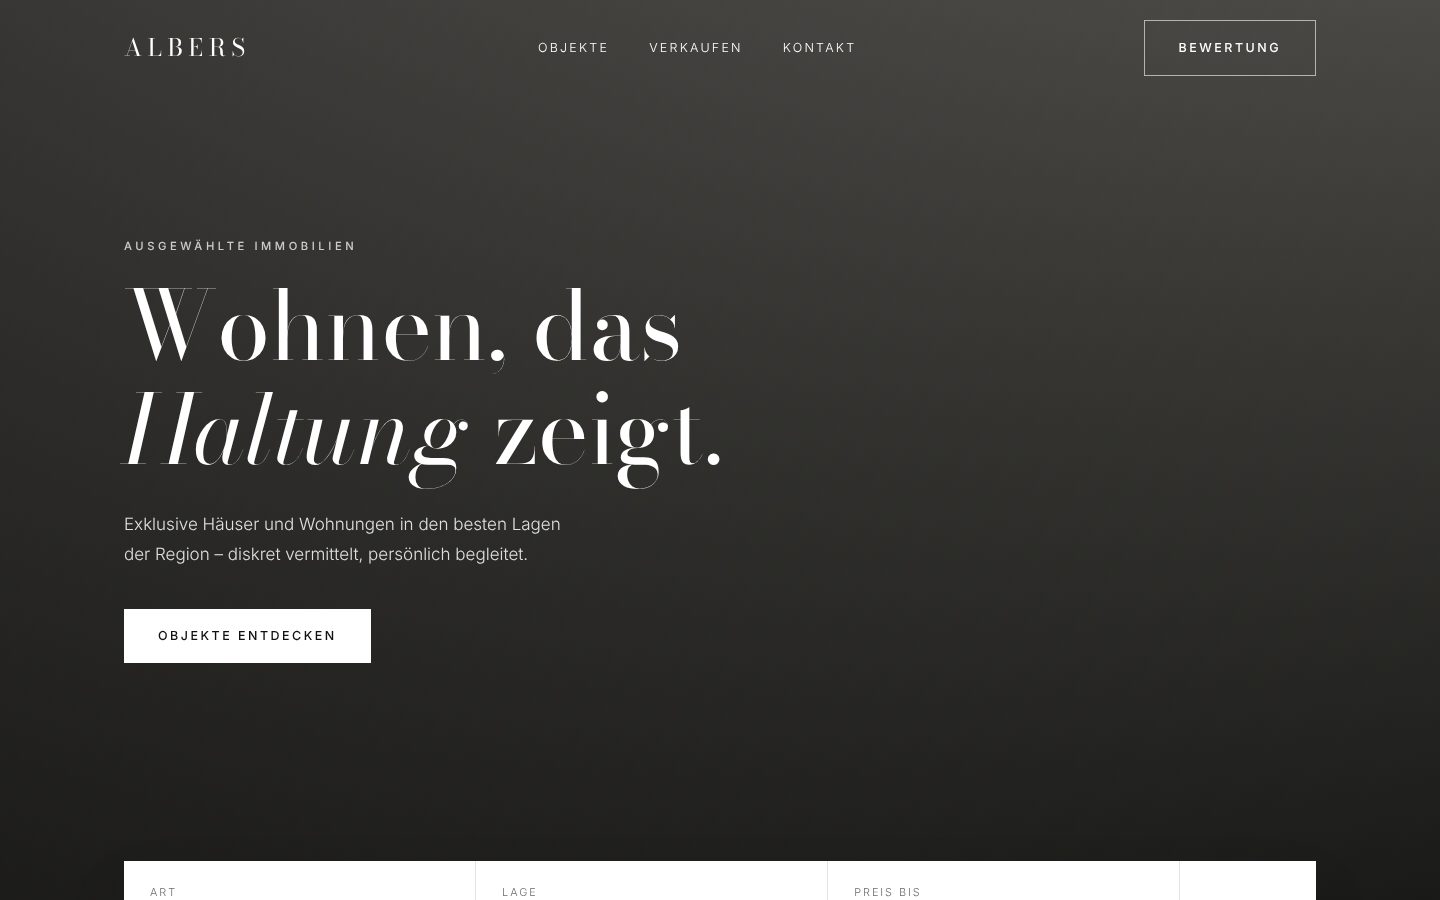 ALBERS
OBJEKTE
VERKAUFEN
KONTAKT
BEWERTUNG
AUSGEWÄHLTE IMMOBILIEN
Wohnen, das
Haltung zeigt.
Exklusive Häuser und Wohnungen in den besten Lagen
der Region – diskret vermittelt, persönlich begleitet.
OBJEKTE ENTDECKEN
ART
LAGE
PREIS BIS